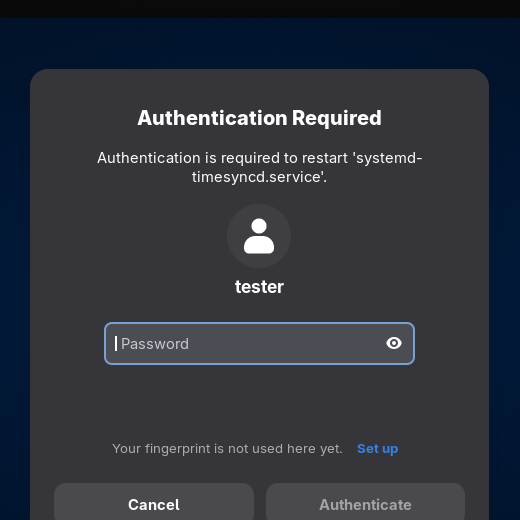 Authentication Required
Authentication is required to restart 'systemd-
timesyncd.service'.
tester
Password
Your fingerprint is not used here yet. Set up
Cancel Authenticate